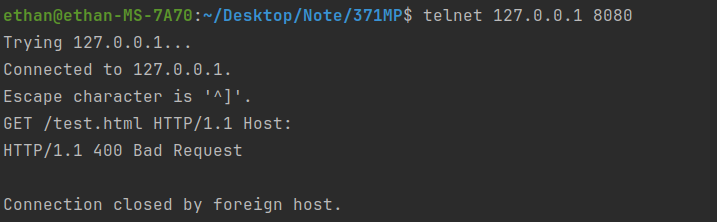 ethan@ethan-MS-7A70:~/Desktop/Note/371MP$ telnet 127.0.0.1 8080
Trying 127.0.0.1...
Connected to 127.0.0.1.
Escape character is '^]'.
GET /test.html HTTP/1.1 Host:
HTTP/1.1 400 Bad Request
Connection closed by foreign host.